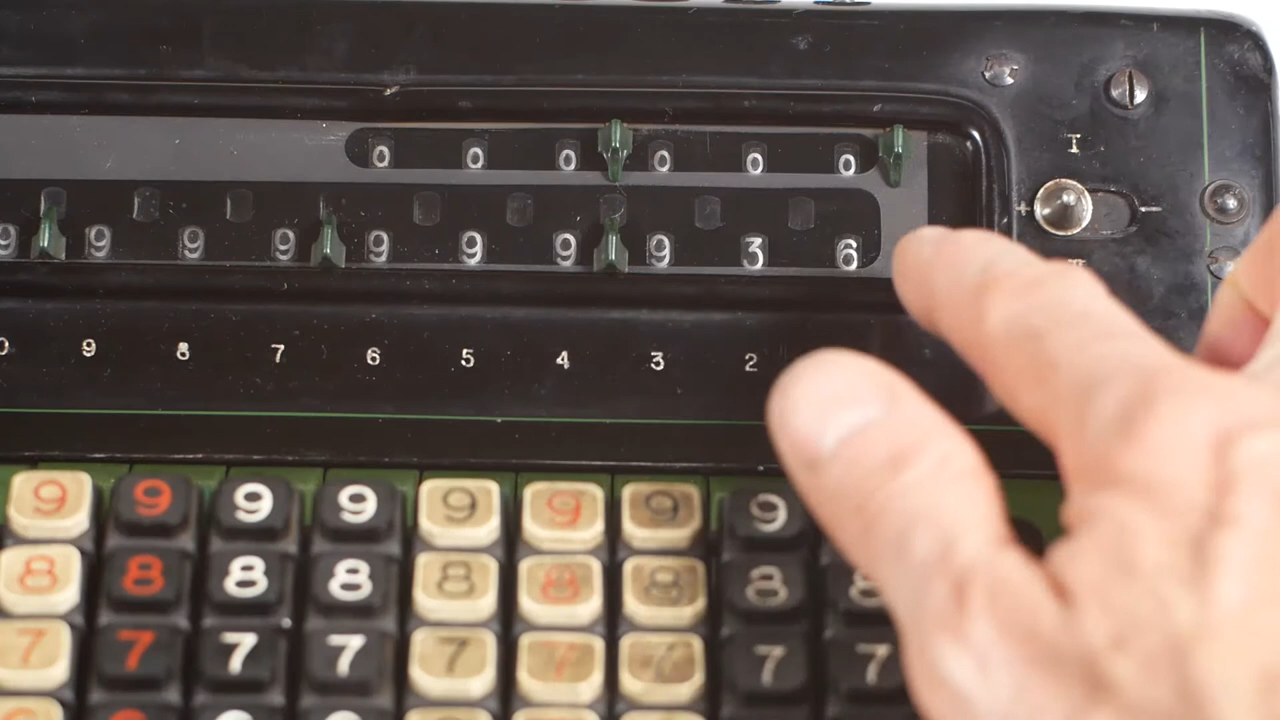 I
0 0 0 0 0 0
+ −
9 9 9 9 9 9 9 9 3 6
II
0 9 8 7 6 5 4 3 2
9 9 9 9 9 9 9 9
8 8 8 8 8 8 8 8 8
7 7 7 7 7 7 7 7 7